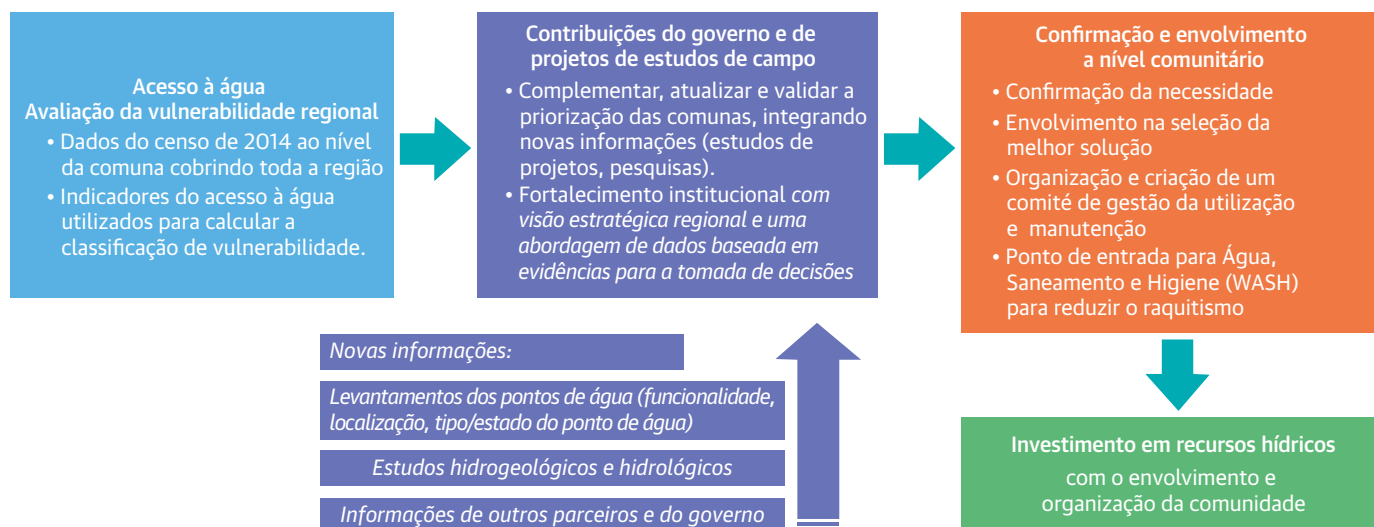 Acesso à água
Avaliação da vulnerabilidade regional
• Dados do censo de 2014 ao nível
da comuna cobrindo toda a região
• Indicadores do acesso à água
utilizados para calcular a
classificação de vulnerabilidade.
Contribuições do governo e de
projetos de estudos de campo
• Complementar, atualizar e validar a
priorização das comunas, integrando
novas informações (estudos de
projetos, pesquisas).
• Fortalecimento institucional com
visão estratégica regional e uma
abordagem de dados baseada em
evidências para a tomada de decisões
Confirmação e envolvimento
a nível comunitário
• Confirmação da necessidade
• Envolvimento na seleção da
melhor solução
• Organização e criação de um
comité de gestão da utilização
e manutenção
• Ponto de entrada para Água,
Saneamento e Higiene (WASH)
para reduzir o raquitismo
Novas informações:
Levantamentos dos pontos de água (funcionalidade,
localização, tipo/estado do ponto de água)
Estudos hidrogeológicos e hidrológicos
Informações de outros parceiros e do governo
Investimento em recursos hídricos
com o envolvimento e
organização da comunidade